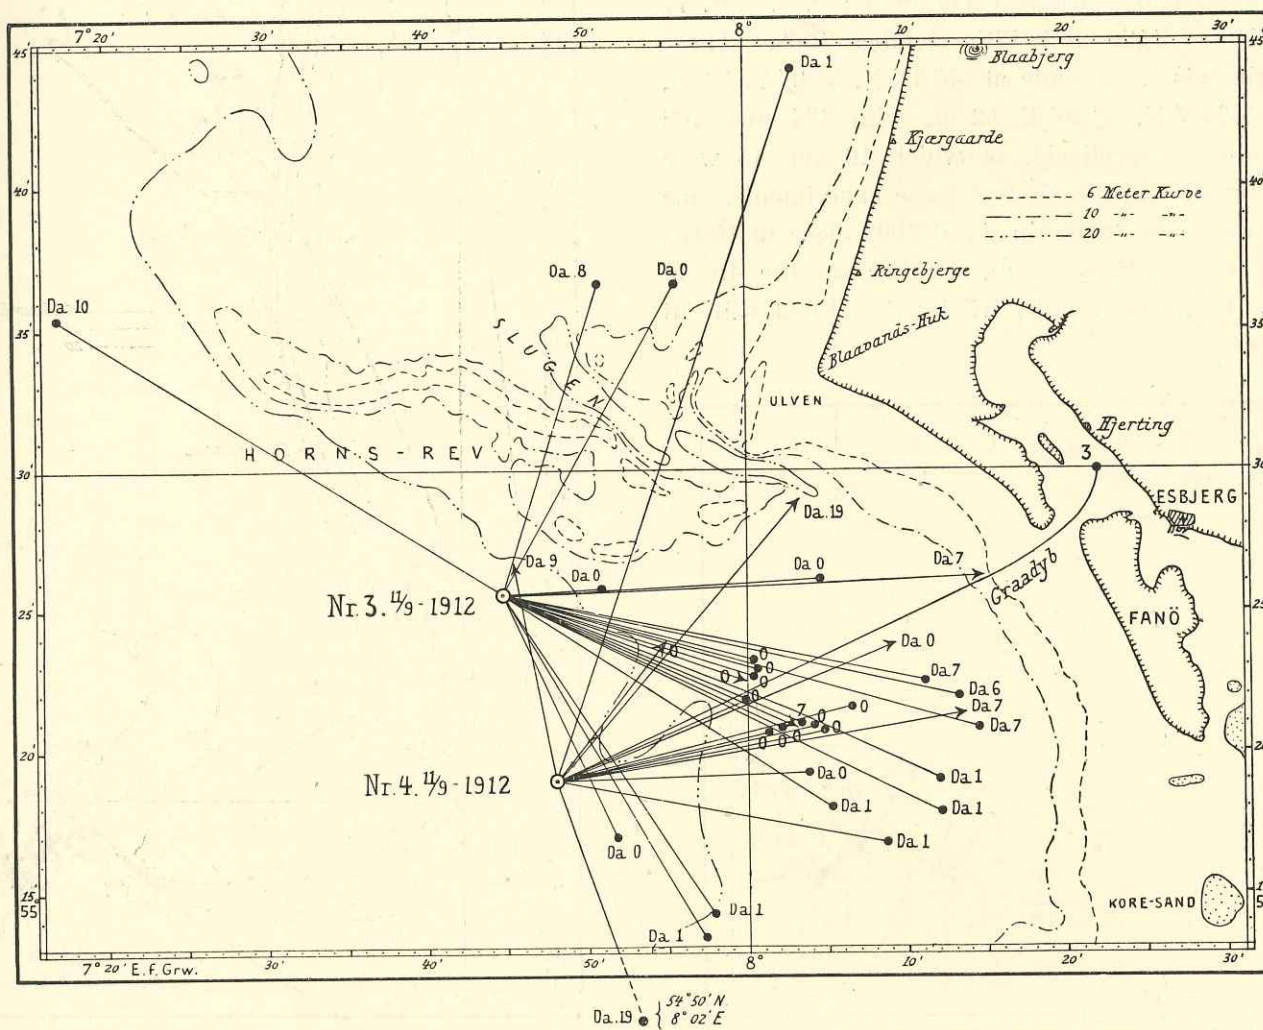 7° 20' 30' 40' 50' 8° 10' 20' 30'
45' 45'
Da 1
Blaabjerg
Kjærgaarde
40' 40'
6 Meter Kurve
10 -"- -"-
20 -"- -"-
Ringebjerge
Da 8
Da 0
Da 10
35' 35'
SLUGEN
Blaavands-Huk
ULVEN
Hjerting
3
HORNS-REV
30' 30'
ESBJERG
Da. 19
Da 9
Da 0
Da 0
Da 7
Graadyb
Nr. 3. 11/9 - 1912
25' 25'
FANÖ
Da 0
0
0
0
0
0
Da 7
Da 6
0
0
Da 7
7
0
0
Da 7
0
0
0
20' 20'
Nr. 4. 11/9 - 1912
Da 0
Da 1
Da 1
Da 1
Da 1
Da 0
15' 15'
55
Da 1
Da 1
KORE-SAND
7° 20' E. f. Grw. 30' 40' 50' 8° 10' 20' 30'
Da. 19 { 54° 50' N.
8° 02' E